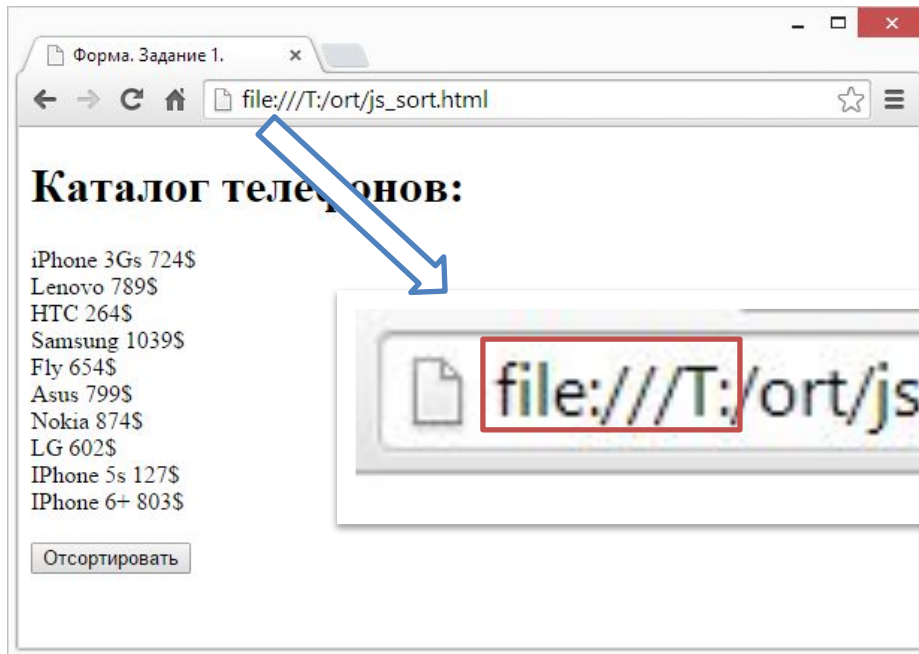 Форма. Задание 1.
file:///T:/ort/js_sort.html
Каталог телефонов:
iPhone 3Gs 724$
Lenovo 789$
HTC 264$
Samsung 1039$
Fly 654$
Asus 799$
Nokia 874$
LG 602$
IPhone 5s 127$
IPhone 6+ 803$
file:///T:/ort/js
Отсортировать